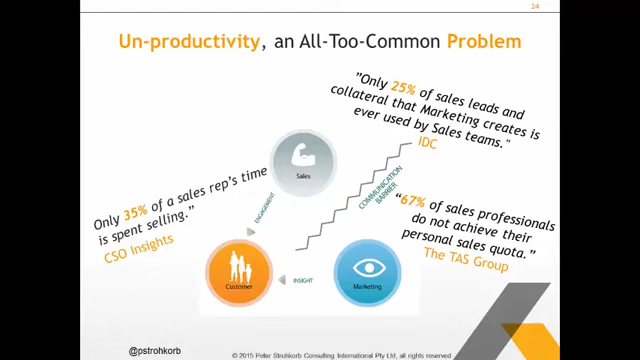 24
Un-productivity, an All-Too-Common Problem
"Only 25% of sales leads and
collateral that Marketing creates is
ever used by Sales teams."
IDC
Sales
Only 35% of a sales rep's time
is spent selling."
CSO Insights
ENGAGEMENT
COMMUNICATION
BARRIER
"67% of sales professionals
do not achieve their
personal sales quota."
The TAS Group
Customer
INSIGHT
Marketing
@pstrohkorb
© 2015 Peter Strohkorb Consulting International Pty Ltd, all rights reserved